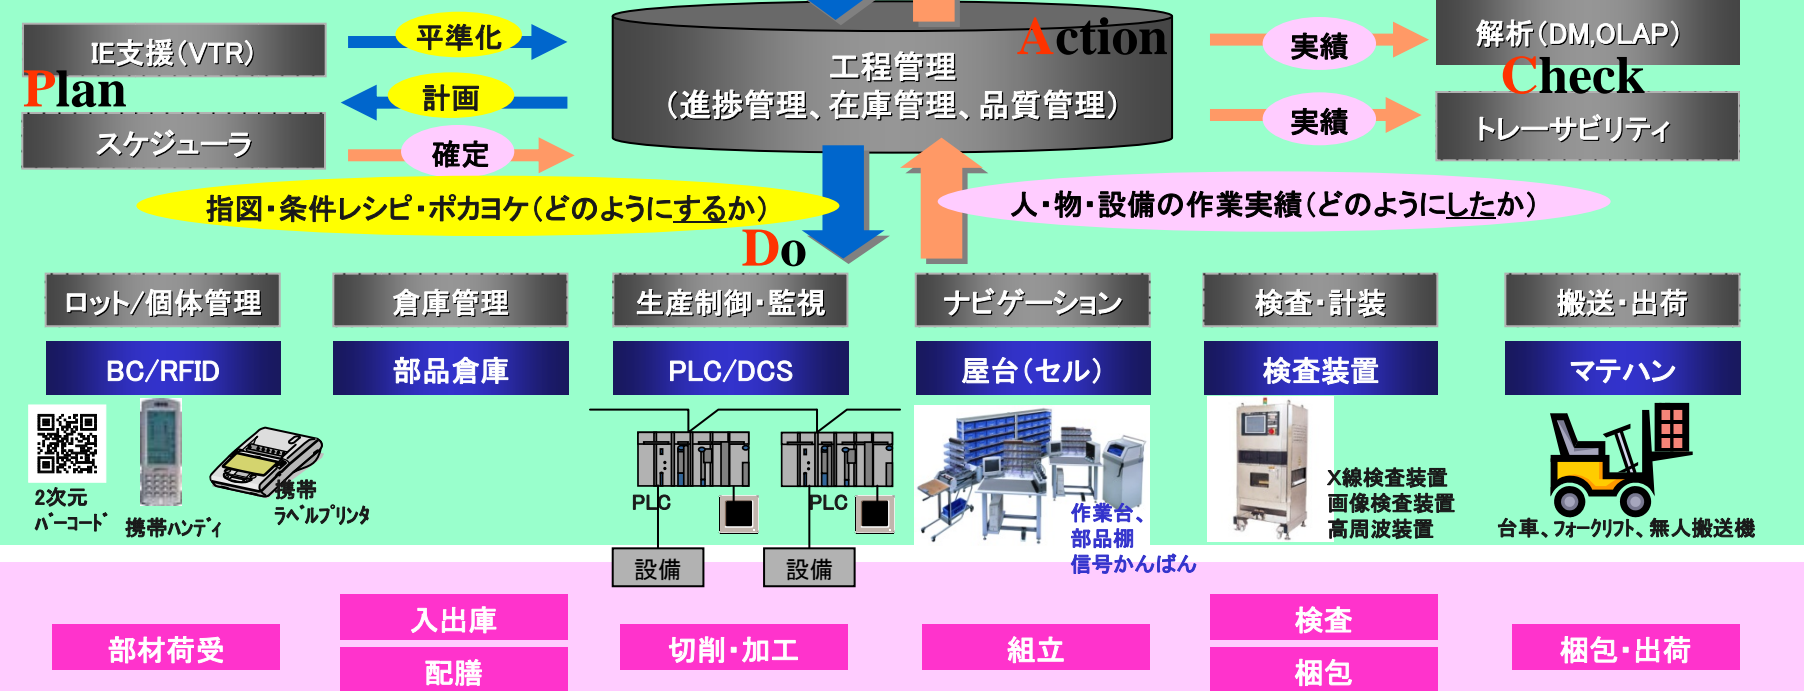 IE支援(VTR)
平準化
Action
実績
解析(DM,OLAP)
Plan
計画
工程管理
(進捗管理、在庫管理、品質管理)
Check
スケジューラ
確定
実績
トレーサビリティ
指図・条件レシピ・ポカヨケ(どのようにするか)
人・物・設備の作業実績(どのようにしたか)
Do
ロット/個体管理
倉庫管理
生産制御・監視
ナビゲーション
検査・計装
搬送・出荷
BC/RFID
部品倉庫
PLC/DCS
屋台(セル)
検査装置
マテハン
2次元
バーコード
携帯ハンディ
携帯
ラベルプリンタ
PLC
PLC
設備
設備
作業台、
部品棚
信号かんばん
X線検査装置
画像検査装置
高周波装置
台車、フォークリフト、無人搬送機
部材荷受
入出庫
配膳
切削・加工
組立
検査
梱包
梱包・出荷